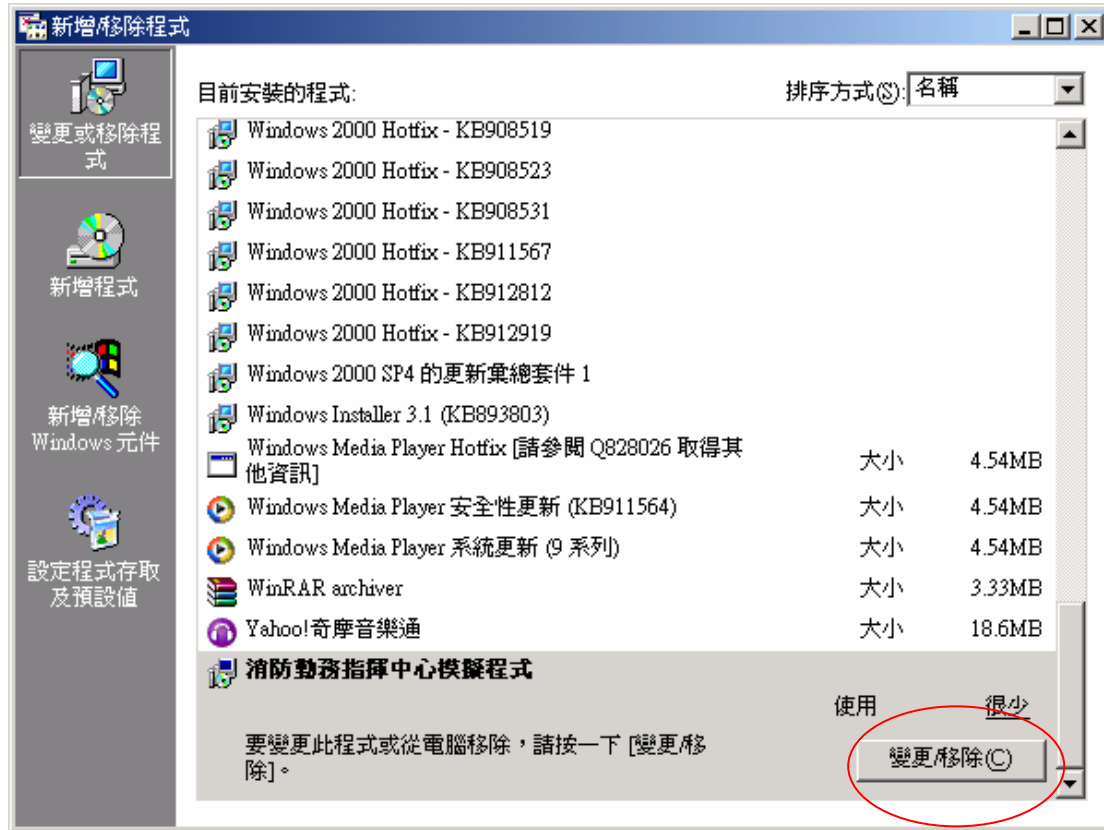 新增/移除程式
變更或移除程
式
新增程式
新增/移除
Windows 元件
設定程式存取
及預設值
目前安裝的程式:
排序方式(S): 名稱
Windows 2000 Hotfix - KB908519
Windows 2000 Hotfix - KB908523
Windows 2000 Hotfix - KB908531
Windows 2000 Hotfix - KB911567
Windows 2000 Hotfix - KB912812
Windows 2000 Hotfix - KB912919
Windows 2000 SP4 的更新彙總套件 1
Windows Installer 3.1 (KB893803)
Windows Media Player Hotfix [請參閱 Q828026 取得其
他資訊] 大小 4.54MB
Windows Media Player 安全性更新 (KB911564) 大小 4.54MB
Windows Media Player 系統更新 (9 系列) 大小 4.54MB
WinRAR archiver 大小 3.33MB
Yahoo!奇摩音樂通 大小 18.6MB
消防勤務指揮中心模擬程式
使用 很少
要變更此程式或從電腦移除，請按一下 [變更/移
除]。
變更/移除(C)